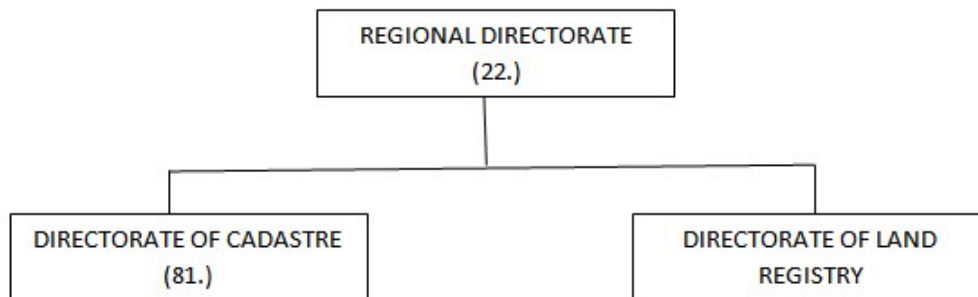 REGIONAL DIRECTORATE
(22.)
DIRECTORATE OF CADASTRE
(81.)
DIRECTORATE OF LAND
REGISTRY